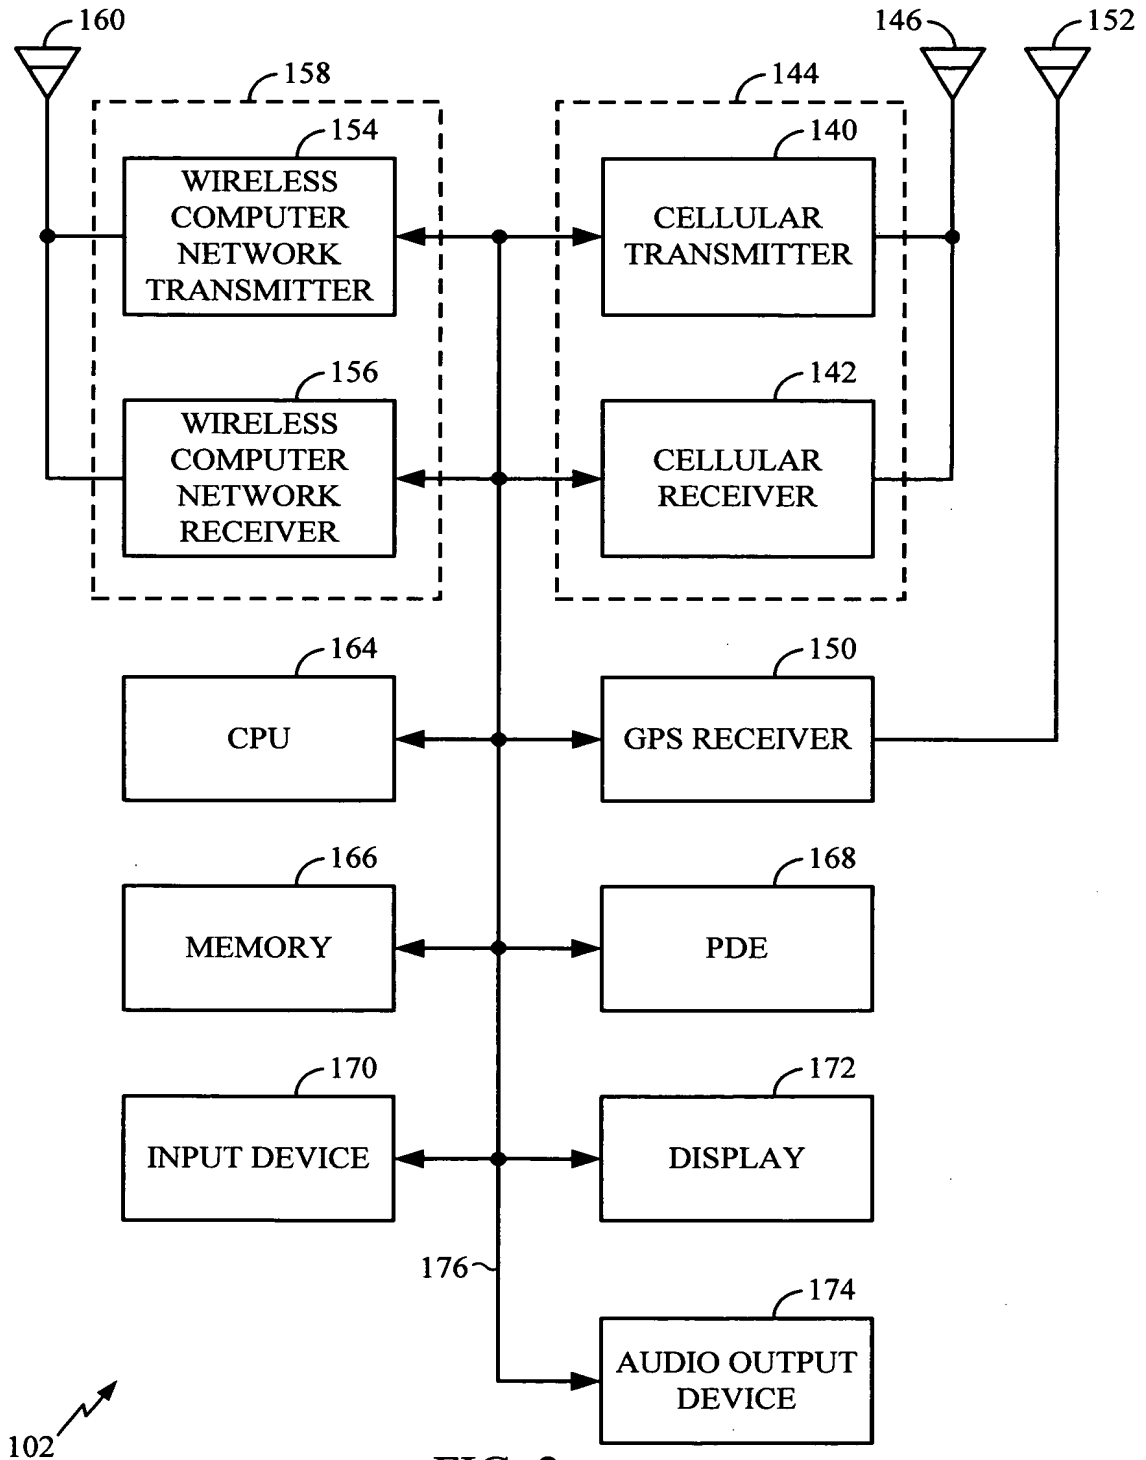 160
146
152
158
144
154
140
WIRELESS
COMPUTER
NETWORK
TRANSMITTER
CELLULAR
TRANSMITTER
156
142
WIRELESS
COMPUTER
NETWORK
RECEIVER
CELLULAR
RECEIVER
164
150
CPU
GPS RECEIVER
166
168
MEMORY
PDE
170
172
INPUT DEVICE
DISPLAY
176
174
AUDIO OUTPUT
DEVICE
102